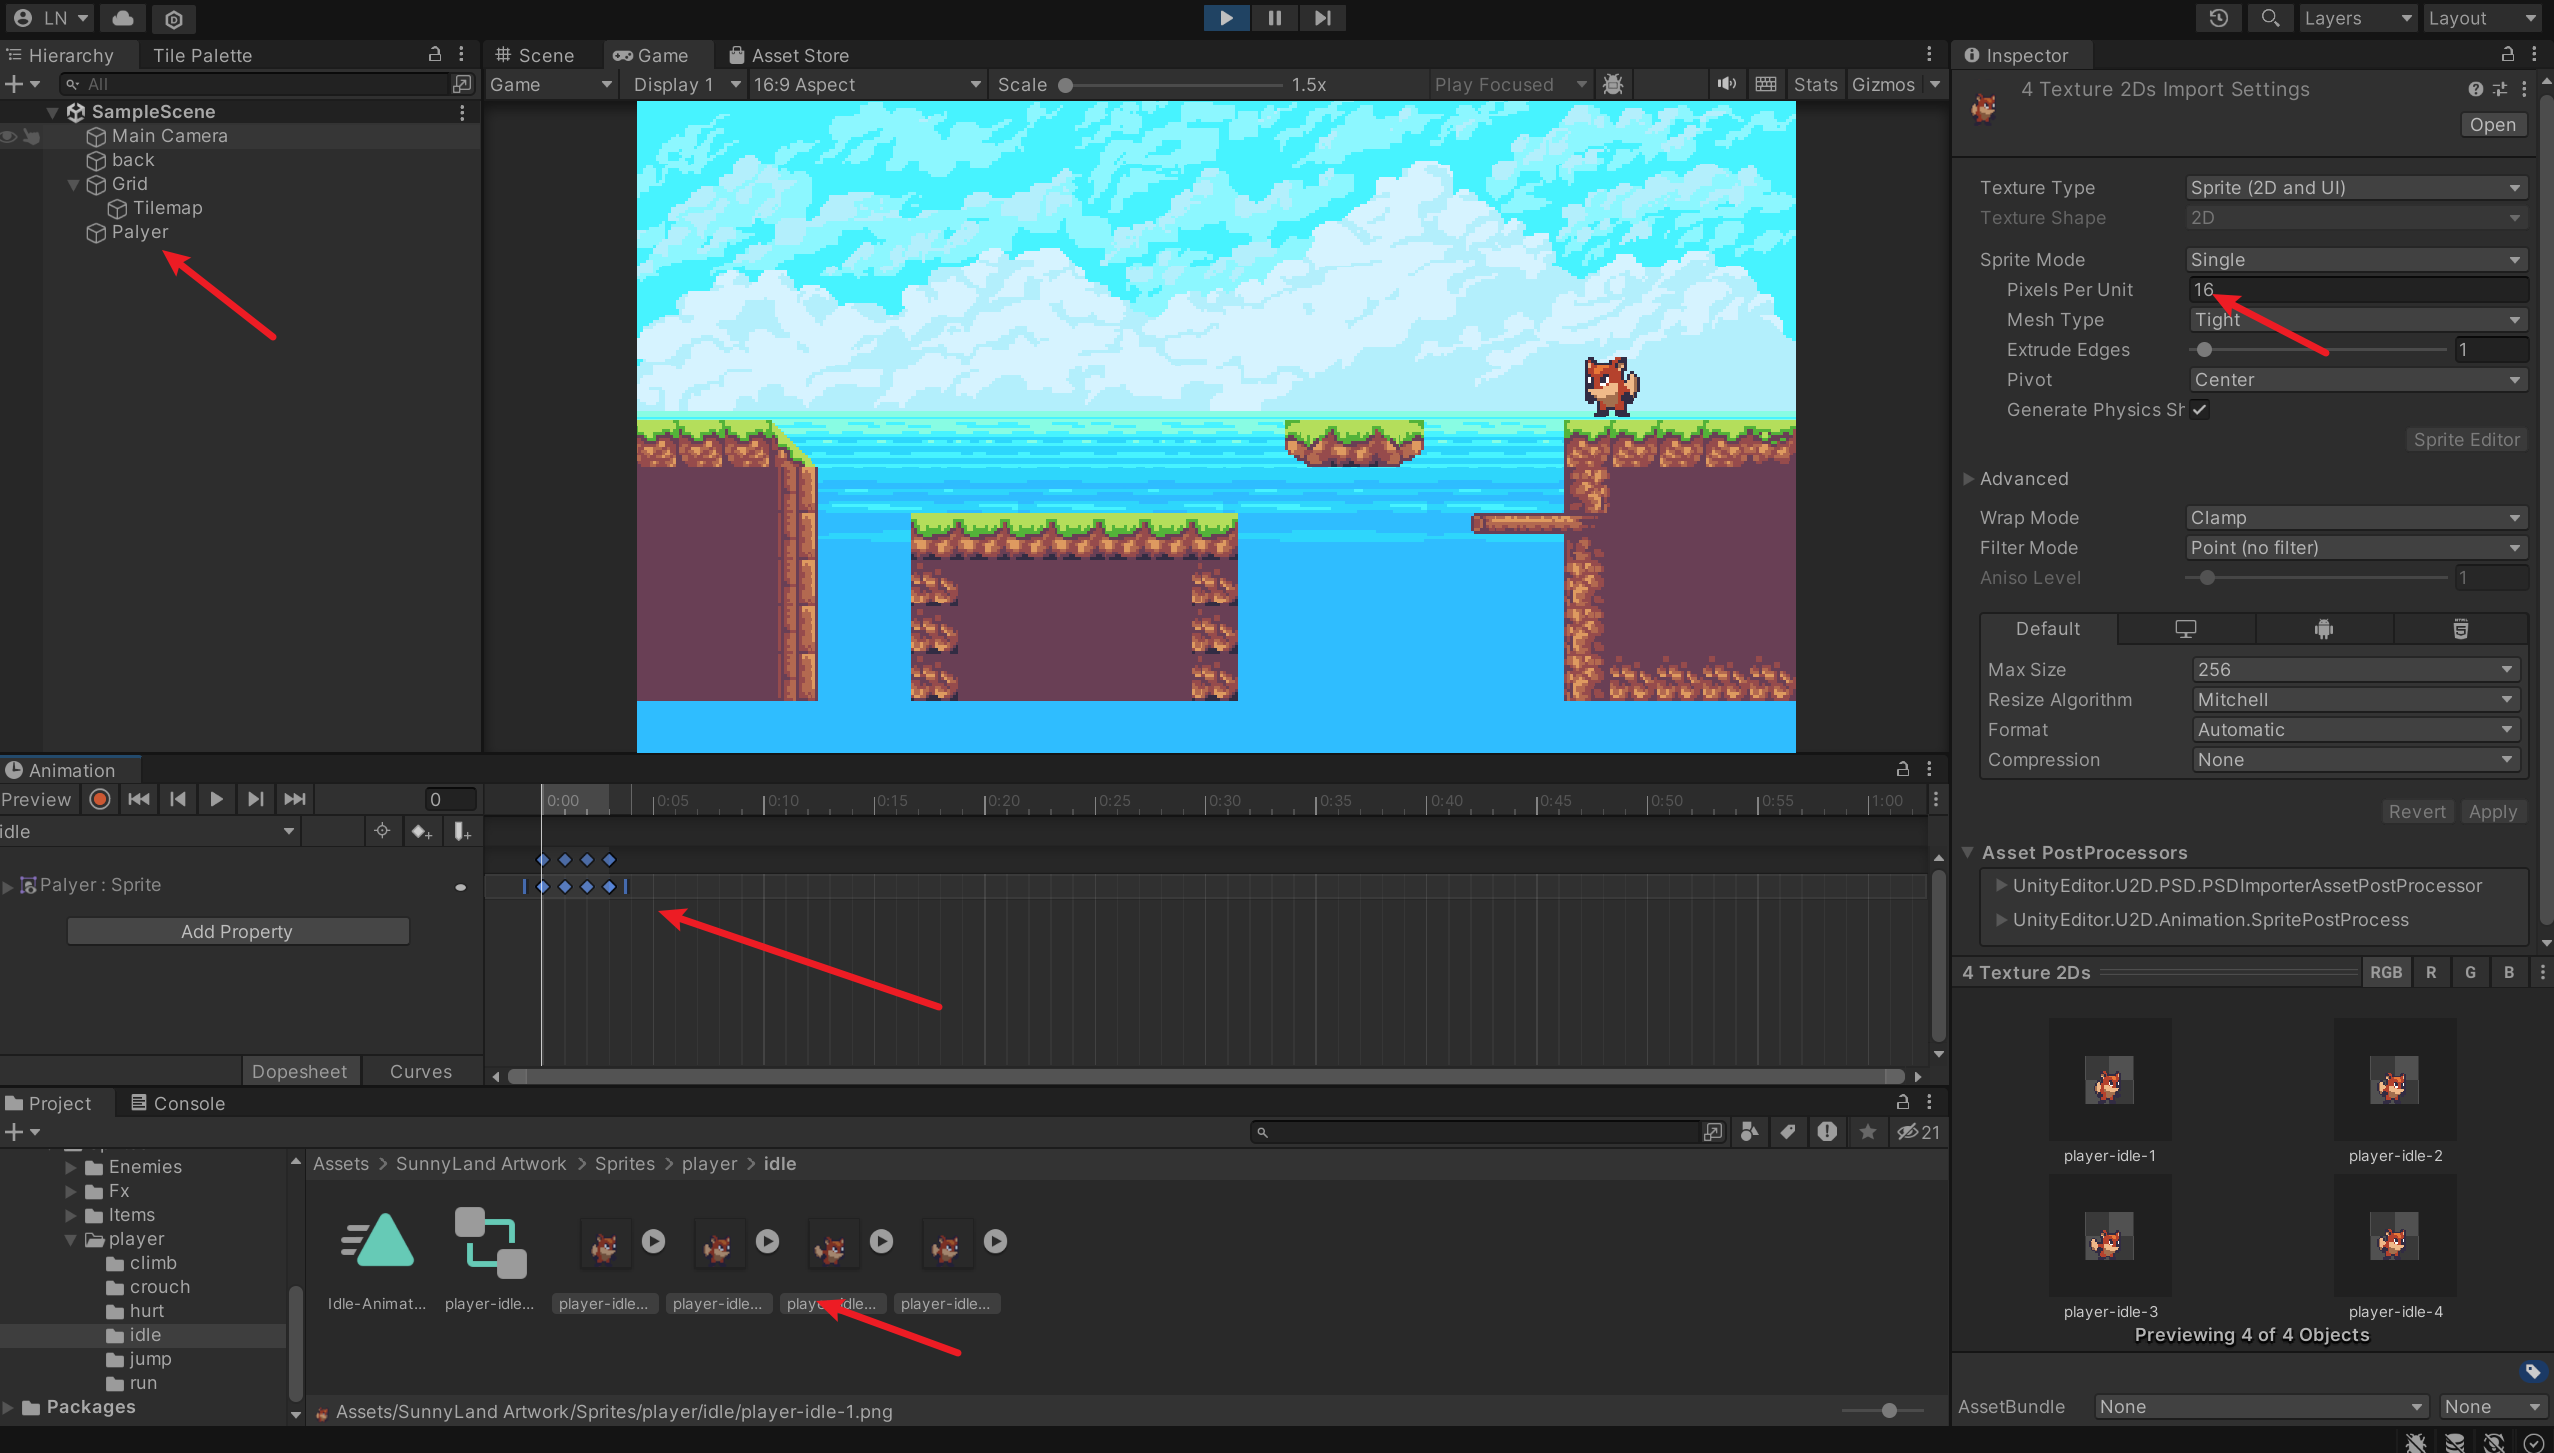 LN
Layers
Layout
Hierarchy
Tile Palette
Scene
Game
Asset Store
Inspector
All
Game
Display 1
16:9 Aspect
Scale
1.5x
Play Focused
Stats
Gizmos
4 Texture 2Ds Import Settings
Open
SampleScene
Main Camera
back
Grid
Tilemap
Palyer
Texture Type
Sprite (2D and UI)
Texture Shape
2D
Sprite Mode
Single
Pixels Per Unit
16
Mesh Type
Tight
Extrude Edges
1
Pivot
Center
Generate Physics Sh
Sprite Editor
Advanced
Wrap Mode
Clamp
Filter Mode
Point (no filter)
Aniso Level
1
Default
Max Size
256
Resize Algorithm
Mitchell
Format
Automatic
Compression
None
Revert
Apply
Asset PostProcessors
UnityEditor.U2D.PSD.PSDImporterAssetPostProcessor
UnityEditor.U2D.Animation.SpritePostProcess
Animation
Preview
0
0:00
0:05
0:10
0:15
0:20
0:25
0:30
0:35
0:40
0:45
0:50
0:55
1:00
idle
Palyer : Sprite
Add Property
Dopesheet
Curves
Project
Console
21
Enemies
Fx
Items
player
climb
crouch
hurt
idle
jump
run
Packages
Assets > SunnyLand Artwork > Sprites > player > idle
Idle-Animat...
player-idle...
player-idle...
player-idle...
player-idle...
player-idle...
Assets/SunnyLand Artwork/Sprites/player/idle/player-idle-1.png
4 Texture 2Ds
RGB
R
G
B
player-idle-1
player-idle-2
player-idle-3
player-idle-4
Previewing 4 of 4 Objects
AssetBundle
None
None